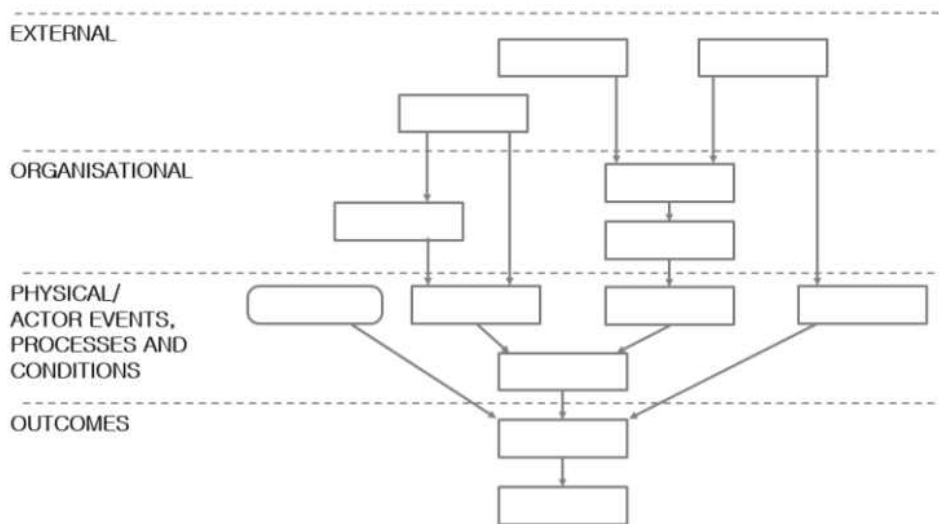 EXTERNAL
ORGANISATIONAL
PHYSICAL/
ACTOR EVENTS,
PROCESSES AND
CONDITIONS
OUTCOMES